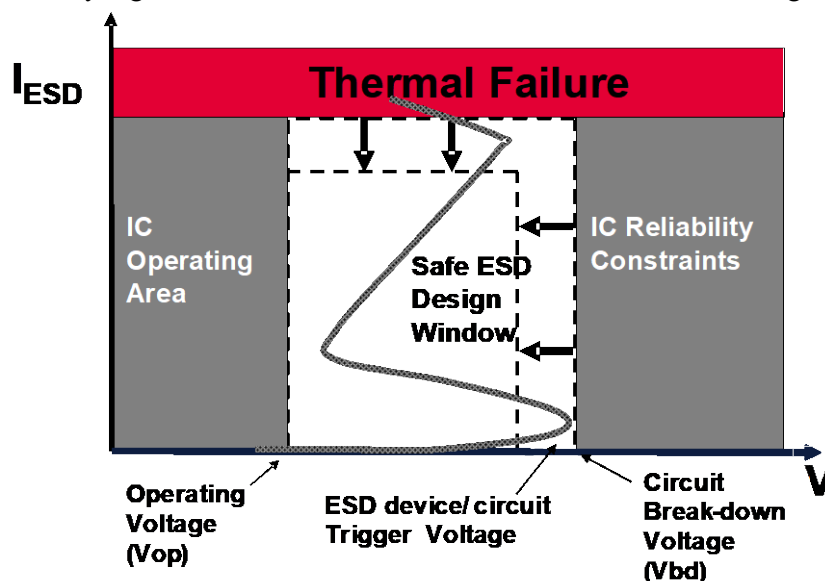 I_ESD
Thermal Failure
IC
Operating
Area
IC Reliability
Constraints
Safe ESD
Design
Window
V
Operating
Voltage
(Vop)
ESD device/ circuit
Trigger Voltage
Circuit
Break-down
Voltage
(Vbd)